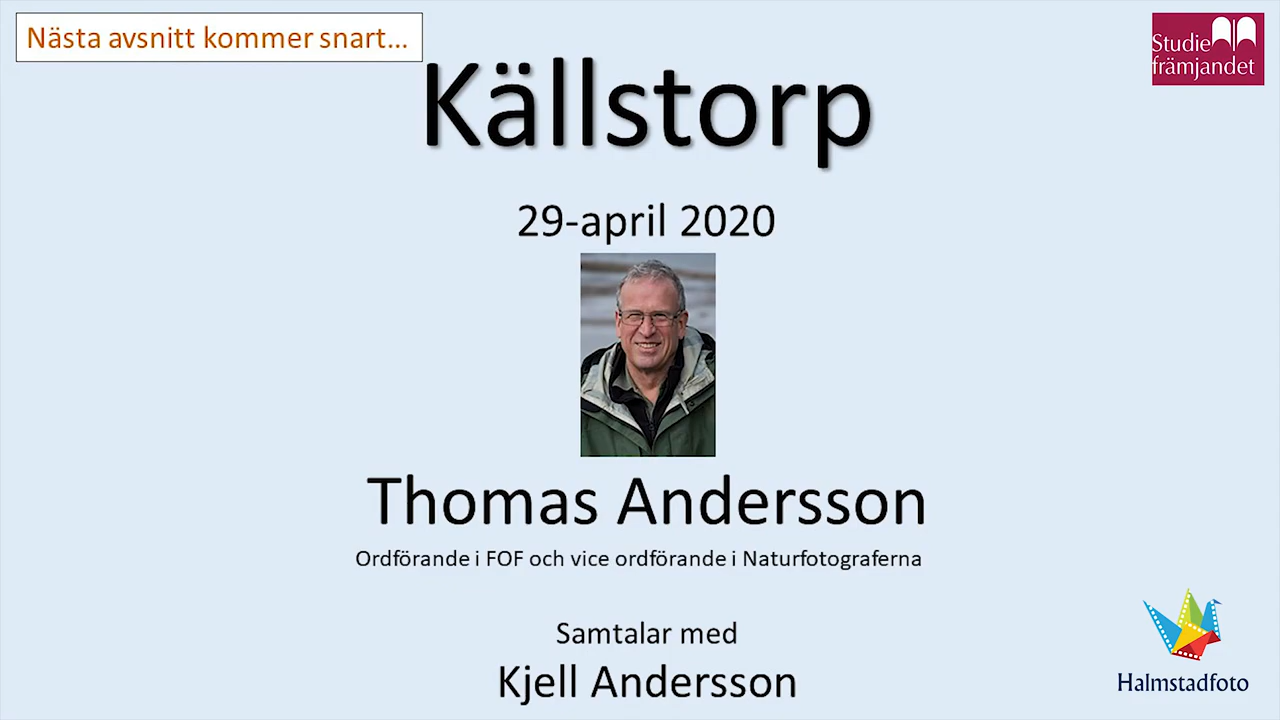 Nästa avsnitt kommer snart...
Studie
främjandet
Källstorp
29-april 2020
Thomas Andersson
Ordförande i FOF och vice ordförande i Naturfotograferna
Samtalar med
Kjell Andersson
Halmstadfoto